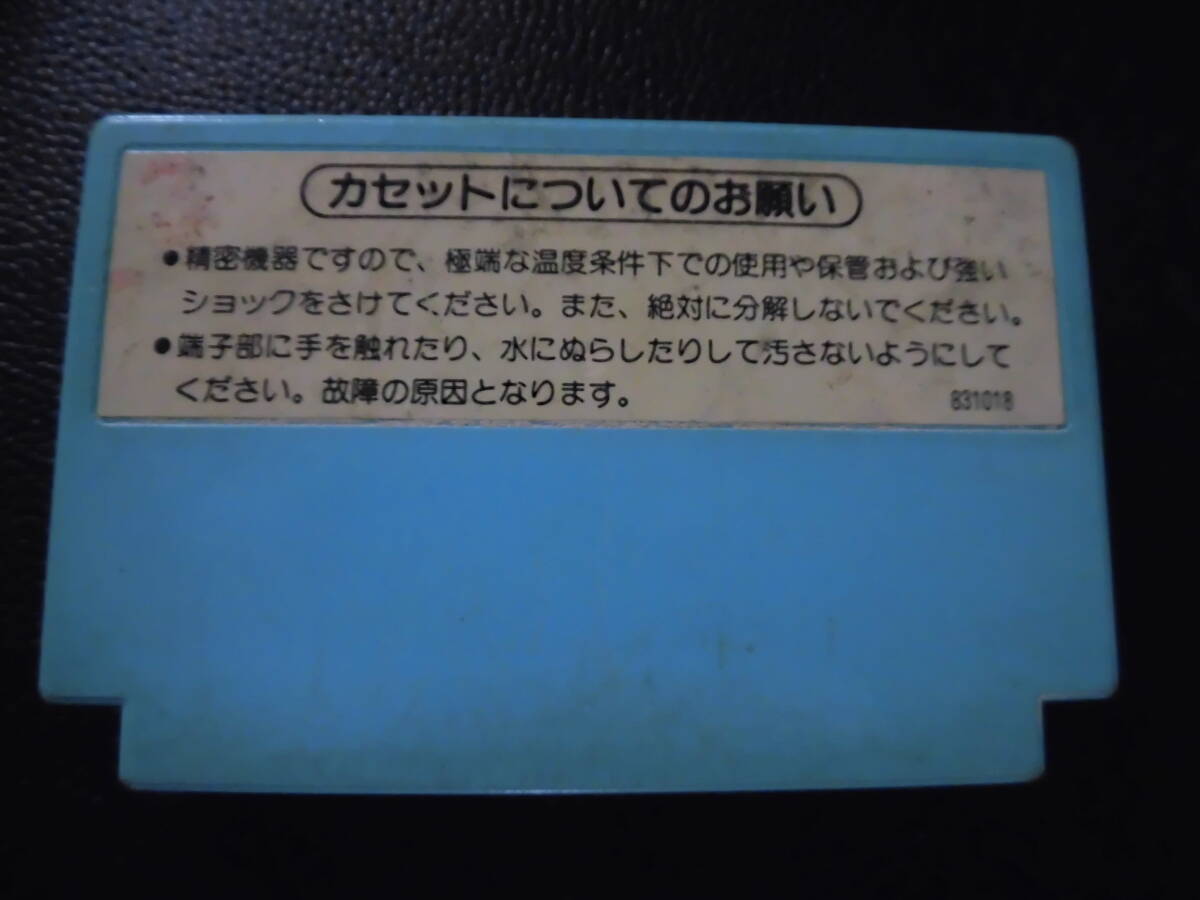 カセットについてのお願い
●精密機器ですので、極端な温度条件下での使用や保管および強い
ショックをさけてください。また、絶対に分解しないでください。
●端子部に手を触れたり、水にぬらしたりして汚さないようにして
ください。故障の原因となります。
831018